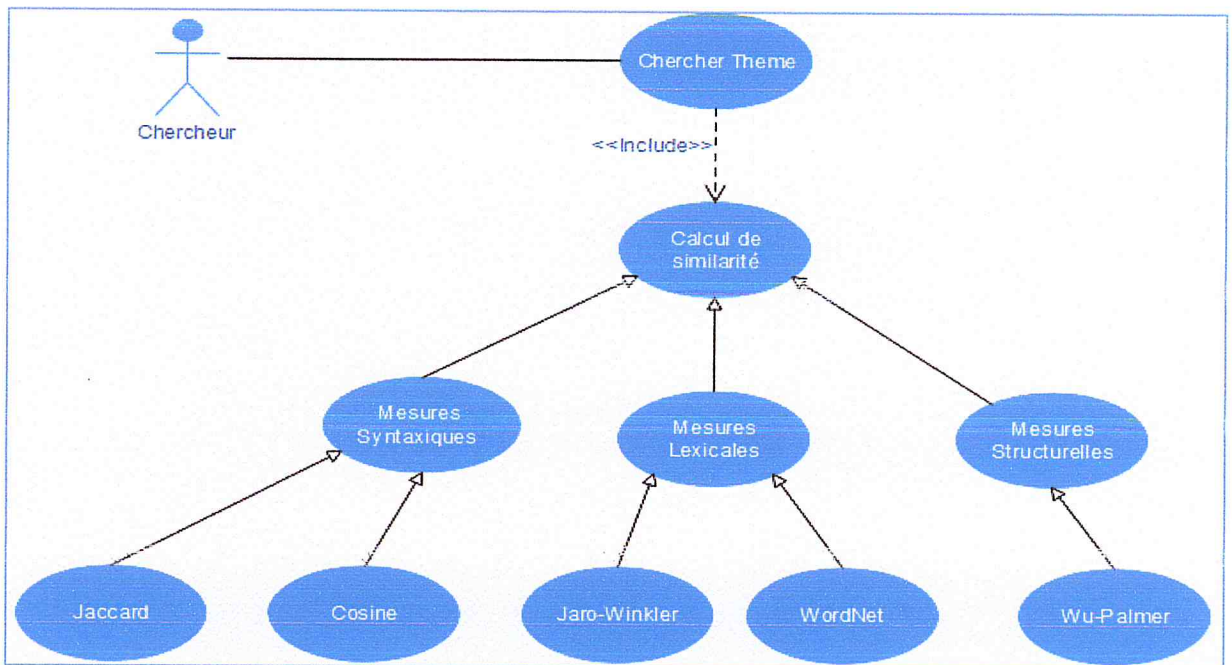 Chercher Theme
Chercheur
<<Include>>
Calcul de
similarité
Mesures
Syntaxiques
Mesures
Lexicales
Mesures
Structurelles
Jaccard
Cosine
Jaro-Winkler
WordNet
Wu-Palmer